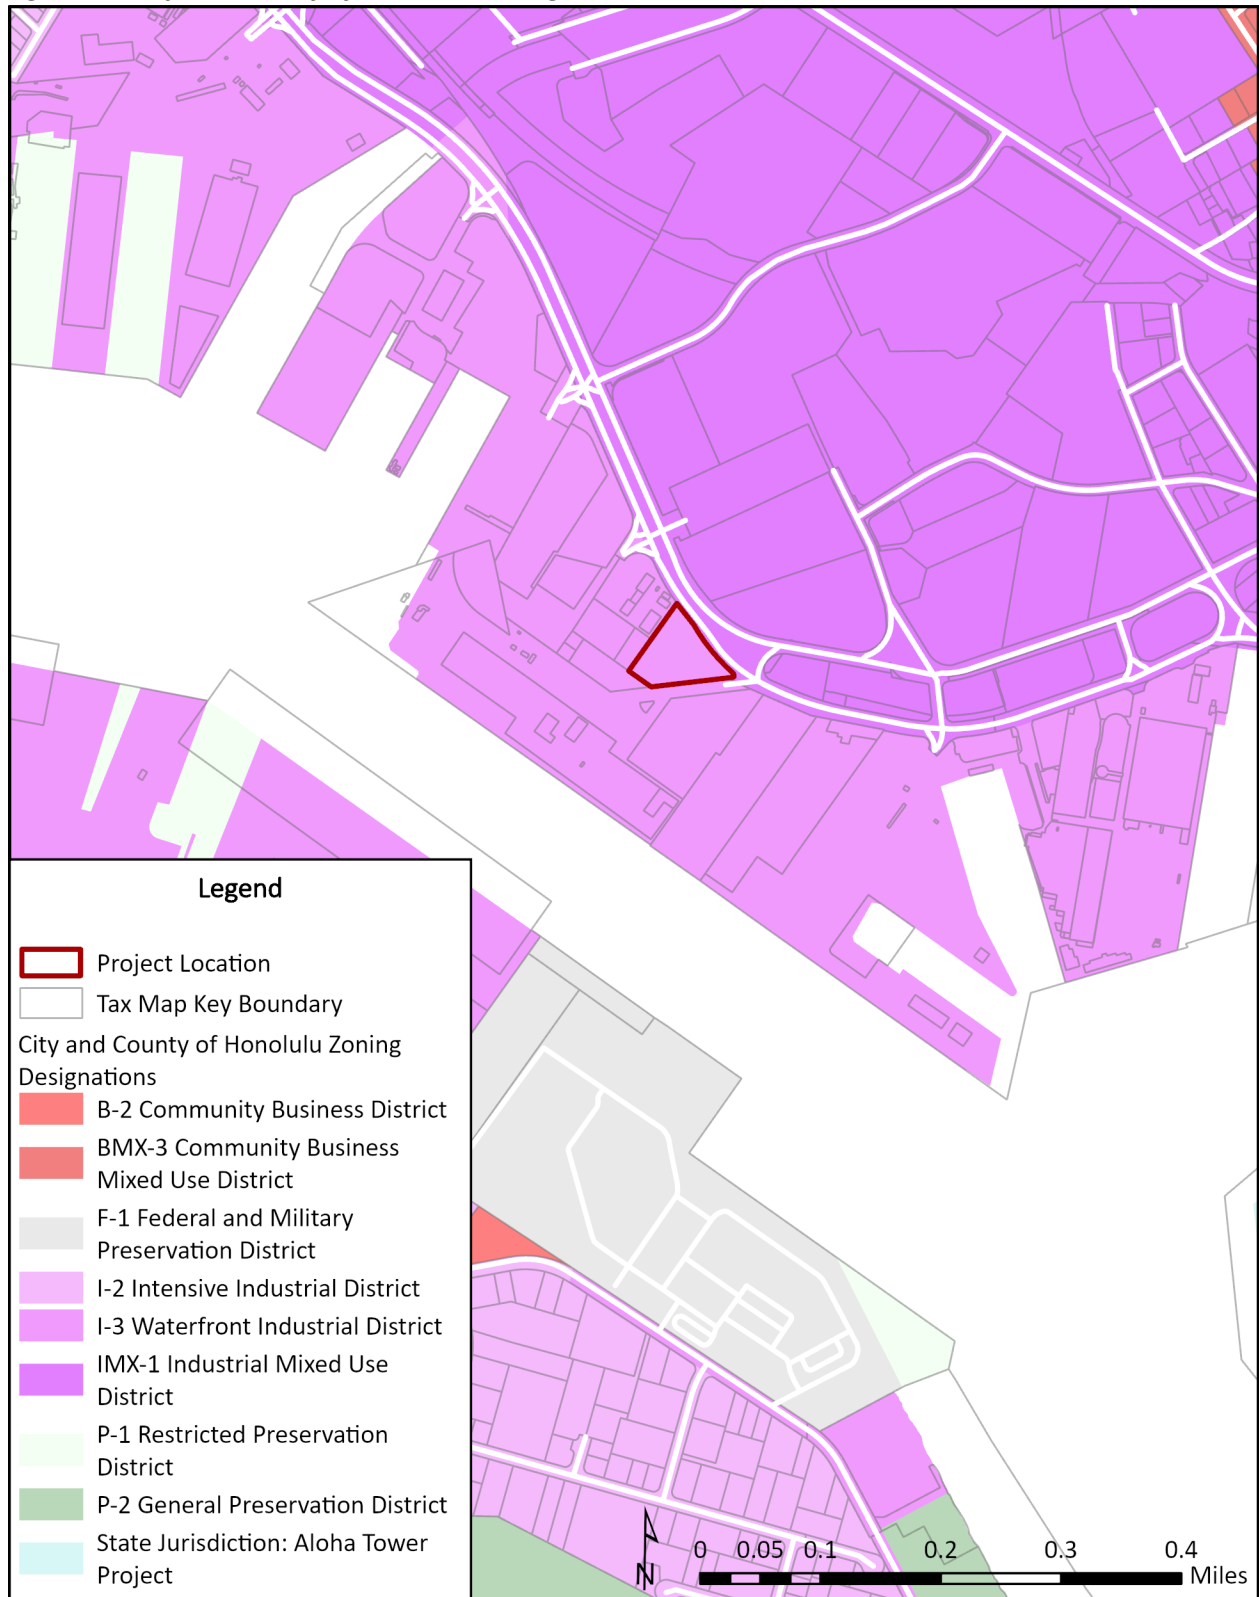 Legend
Project Location
Tax Map Key Boundary
City and County of Honolulu Zoning
Designations
B-2 Community Business District
BMX-3 Community Business
Mixed Use District
F-1 Federal and Military
Preservation District
I-2 Intensive Industrial District
I-3 Waterfront Industrial District
IMX-1 Industrial Mixed Use
District
P-1 Restricted Preservation
District
P-2 General Preservation District
State Jurisdiction: Aloha Tower
Project
N
0 0.05 0.1 0.2 0.3 0.4
Miles